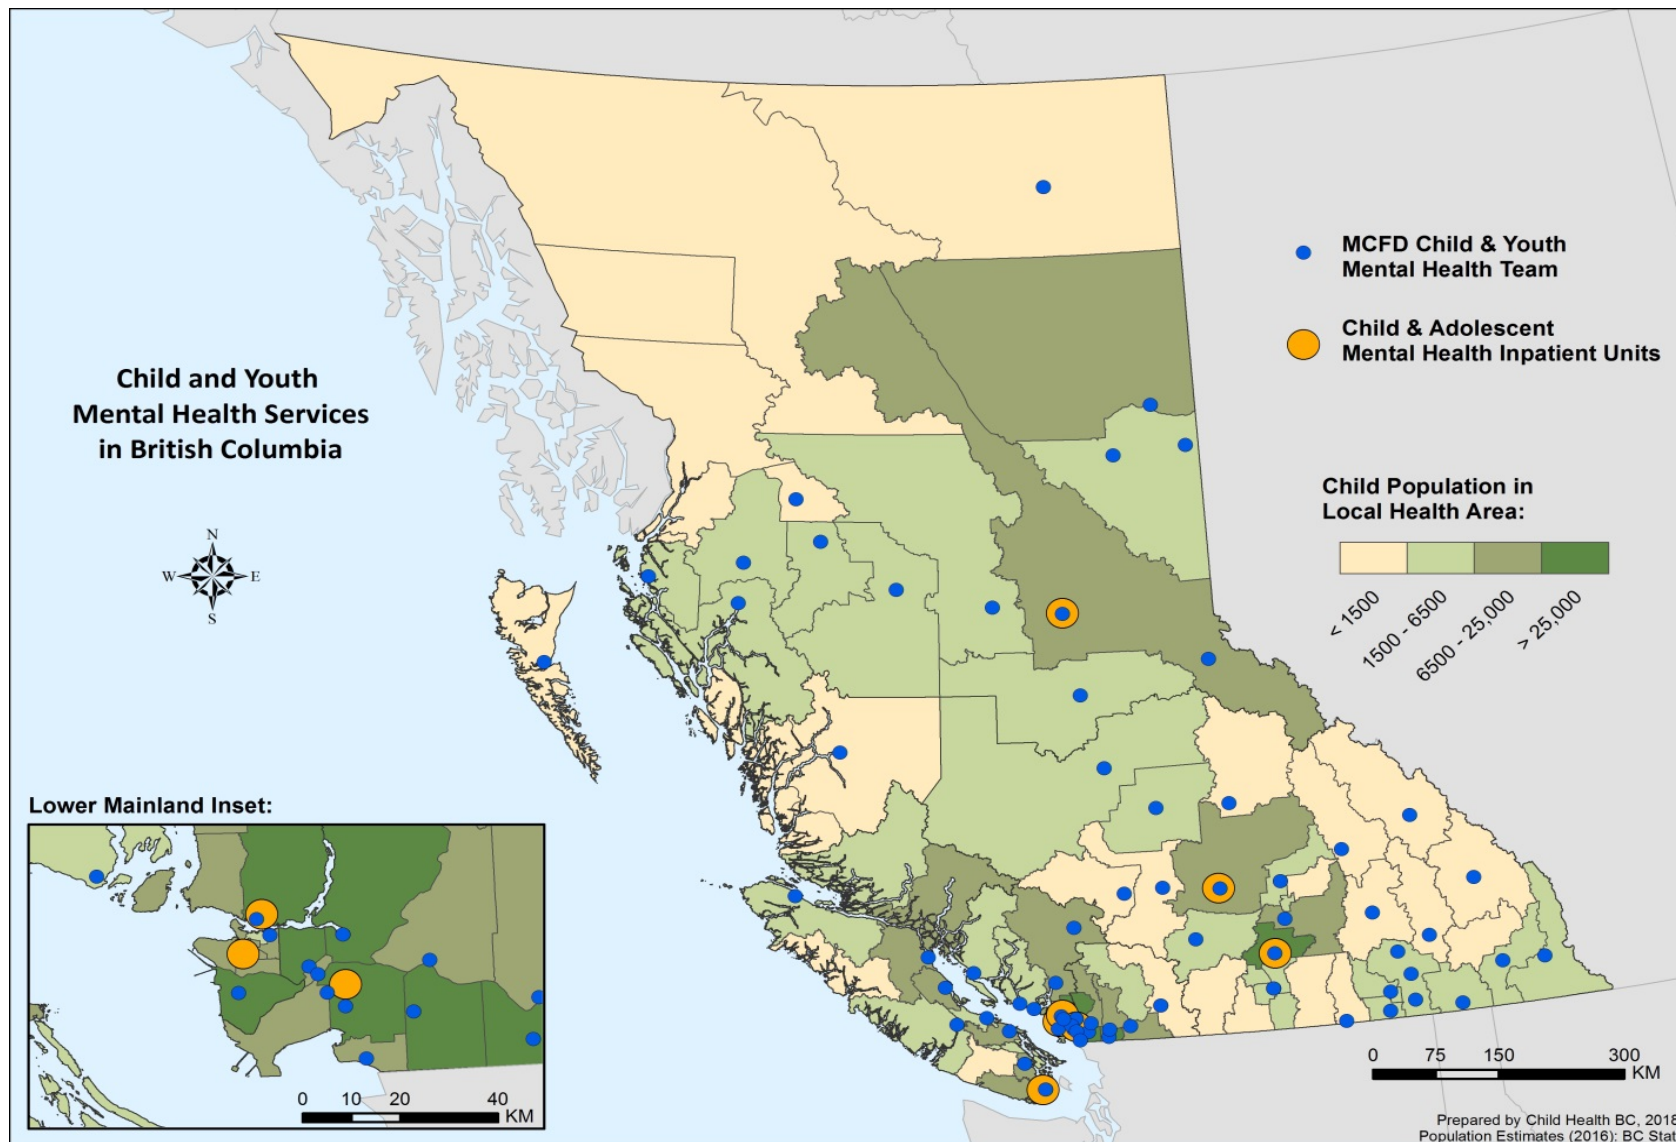 Child and Youth
Mental Health Services
in British Columbia
N
W
E
S
MCFD Child & Youth
Mental Health Team
Child & Adolescent
Mental Health Inpatient Units
Child Population in
Local Health Area:
< 1500
1500 - 6500
6500 - 25,000
> 25,000
Lower Mainland Inset:
0 10 20 40
KM
0 75 150 300
KM
Prepared by Child Health BC, 2018
Population Estimates (2016): BC Stat